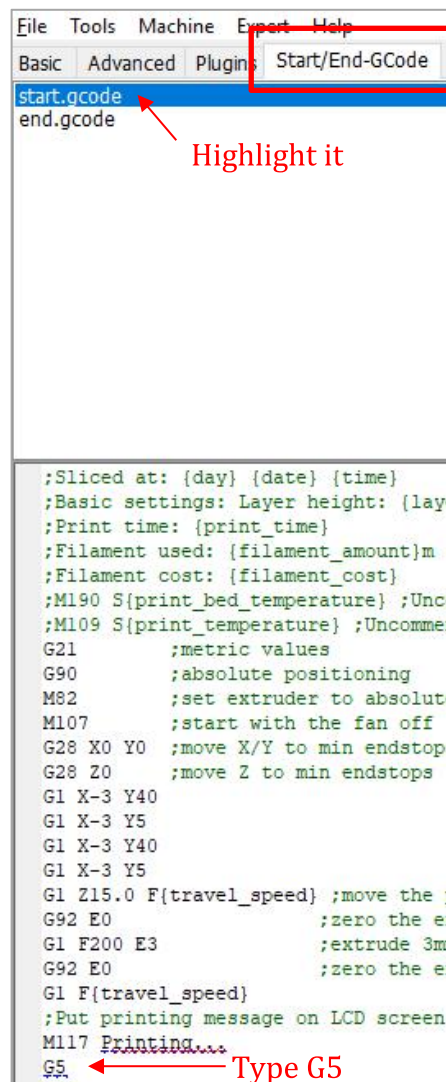 File Tools Machine Expert Help
Basic Advanced Plugins Start/End-GCode
start.gcode
end.gcode
Highlight it
;Sliced at: {day} {date} {time}
;Basic settings: Layer height: {lay
;Print time: {print_time}
;Filament used: {filament_amount}m
;Filament cost: {filament_cost}
;M190 S{print_bed_temperature} ;Unc
;M109 S{print_temperature} ;Uncomme
G21 ;metric values
G90 ;absolute positioning
M82 ;set extruder to absolut
M107 ;start with the fan off
G28 X0 Y0 ;move X/Y to min endstop
G28 Z0 ;move Z to min endstops
G1 X-3 Y40
G1 X-3 Y5
G1 X-3 Y40
G1 X-3 Y5
G1 Z15.0 F{travel_speed} ;move the
G92 E0 ;zero the e
G1 F200 E3 ;extrude 3m
G92 E0 ;zero the e
G1 F{travel_speed}
;Put printing message on LCD screen
M117 Printing...
G5 Type G5